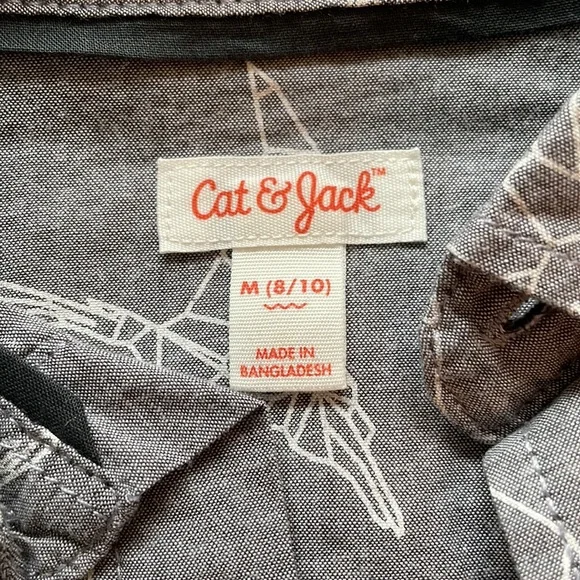 Cat & Jack™
M (8/10)
MADE IN
BANGLADESH